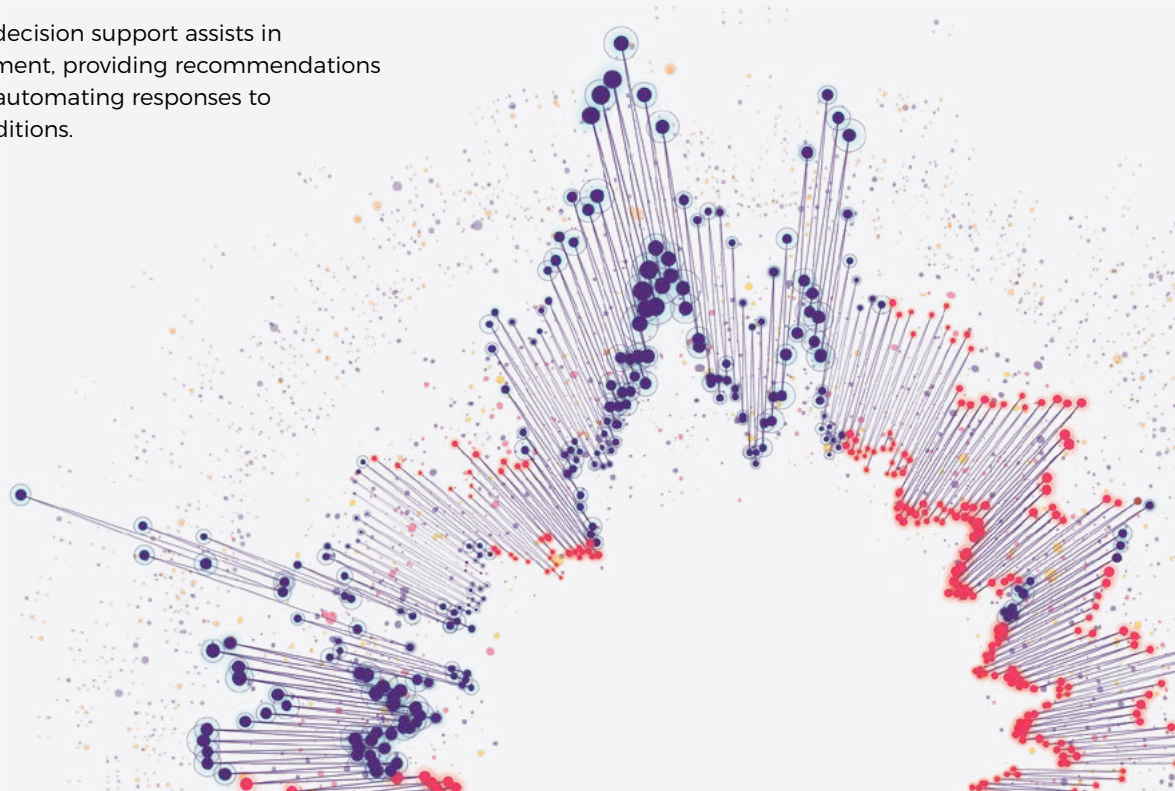 decision support assists in
ment, providing recommendations
automating responses to
ditions.